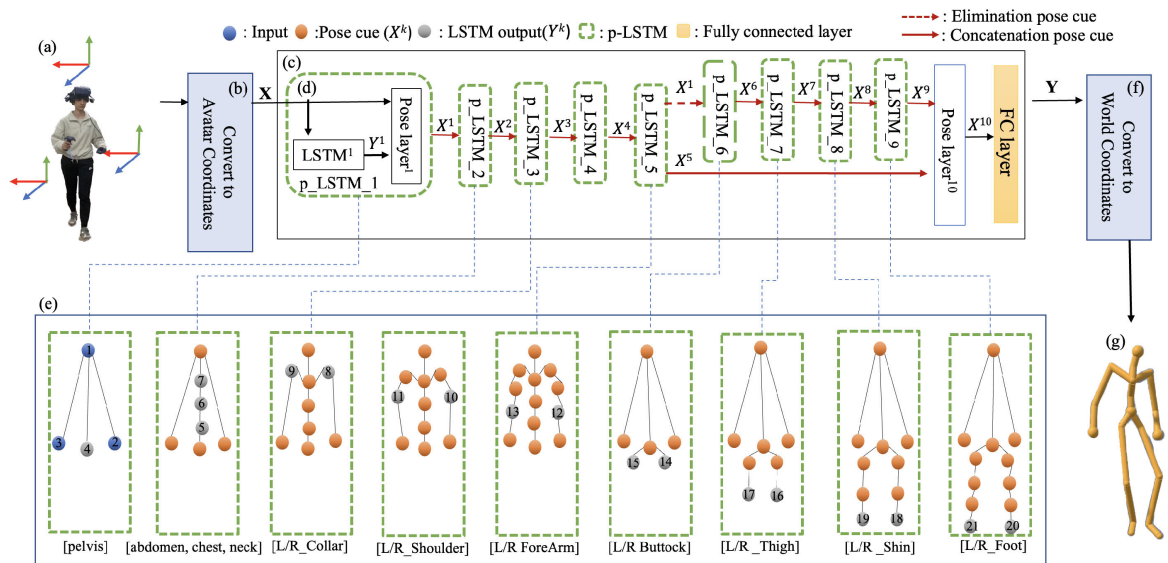 : Elimination pose cue
: Input :Pose cue (X^k) : LSTM output(Y^k) : p-LSTM : Fully connected layer : Concatenation pose cue
(a)
(b)
Convert to
Avatar Coordinates
X
(c)
(d)
LSTM^1
Y^1
Pose layer^1
p_LSTM_1
X^1
p_LSTM_2
X^2
p_LSTM_3
X^3
p_LSTM_4
X^4
p_LSTM_5
X^1
X^5
p_LSTM_6
X^6
p_LSTM_7
X^7
p_LSTM_8
X^8
p_LSTM_9
X^9
Pose layer^10
X^10
FC layer
Y
(f)
Convert to
World Coordinates
(e)
1
3 4 2
[pelvis]
7
6
5
[abdomen, chest, neck]
9 8
[L/R_Collar]
11 10
[L/R_Shoulder]
13 12
[L/R ForeArm]
15 14
[L/R Buttock]
17 16
[L/R _Thigh]
19 18
[L/R _Shin]
21 20
[L/R_Foot]
(g)